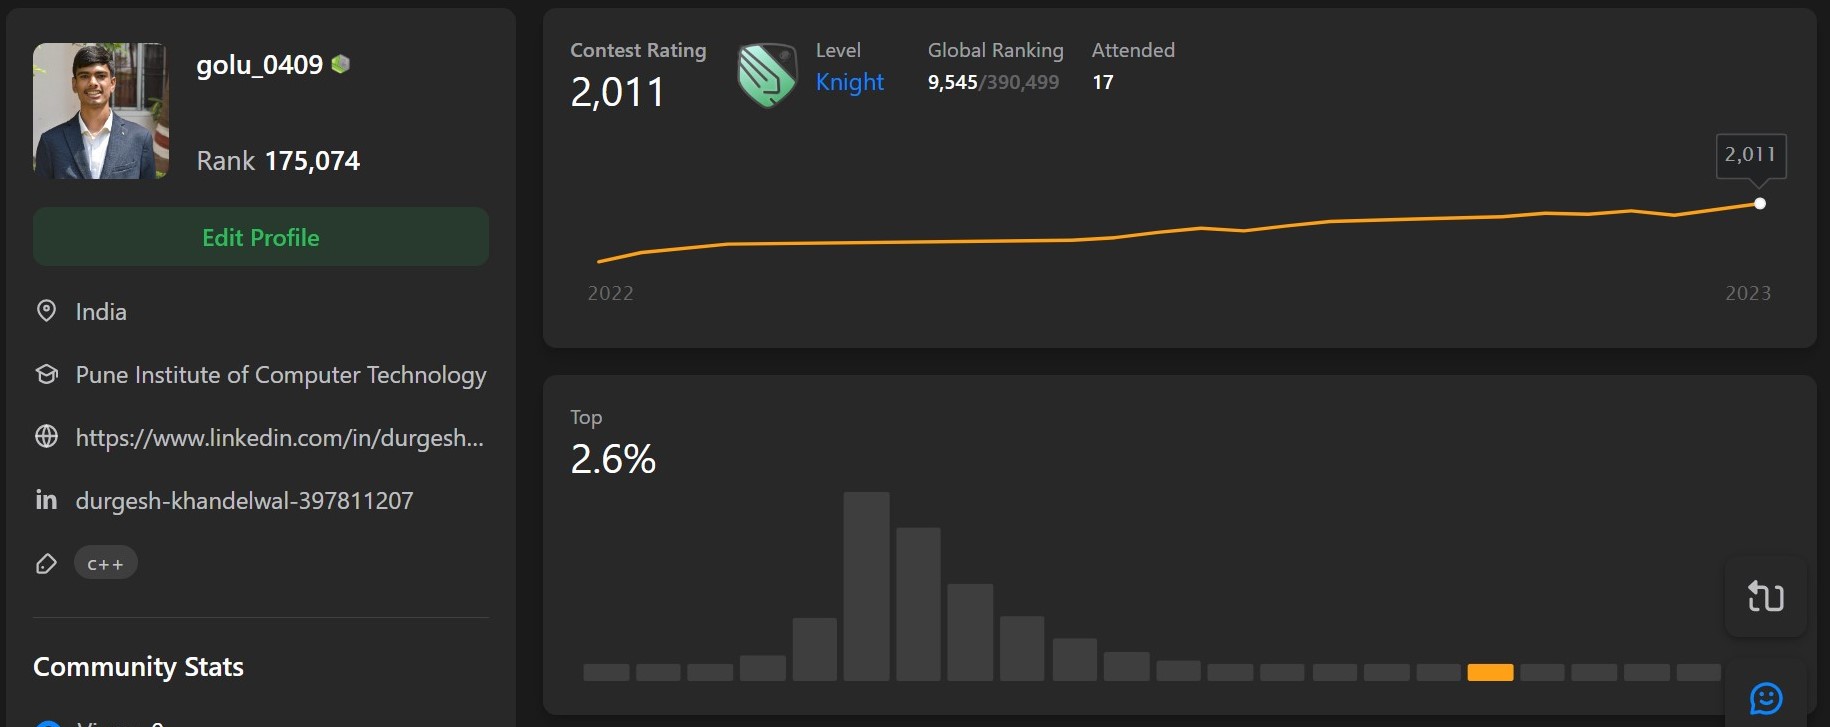 golu_0409
Rank 175,074
Edit Profile
India
Pune Institute of Computer Technology
https://www.linkedin.com/in/durgesh...
in durgesh-khandelwal-397811207
c++
Community Stats
Contest Rating
2,011
Level
Knight
Global Ranking
9,545/390,499
Attended
17
2,011
2022
2023
Top
2.6%